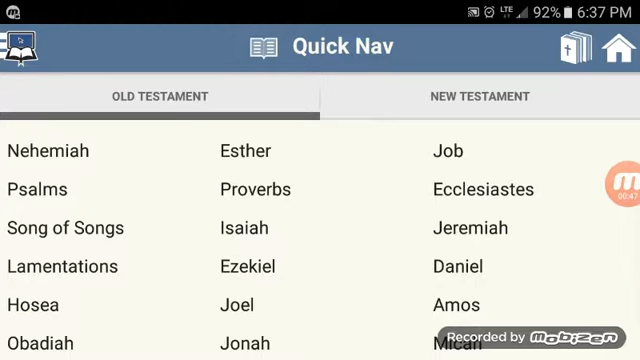 92% 6:37 PM
Quick Nav
OLD TESTAMENT NEW TESTAMENT
Nehemiah Esther Job
Psalms Proverbs Ecclesiastes
Song of Songs Isaiah Jeremiah
Lamentations Ezekiel Daniel
00:47
Hosea Joel Amos
Obadiah Jonah Micah
Recorded by mobizen